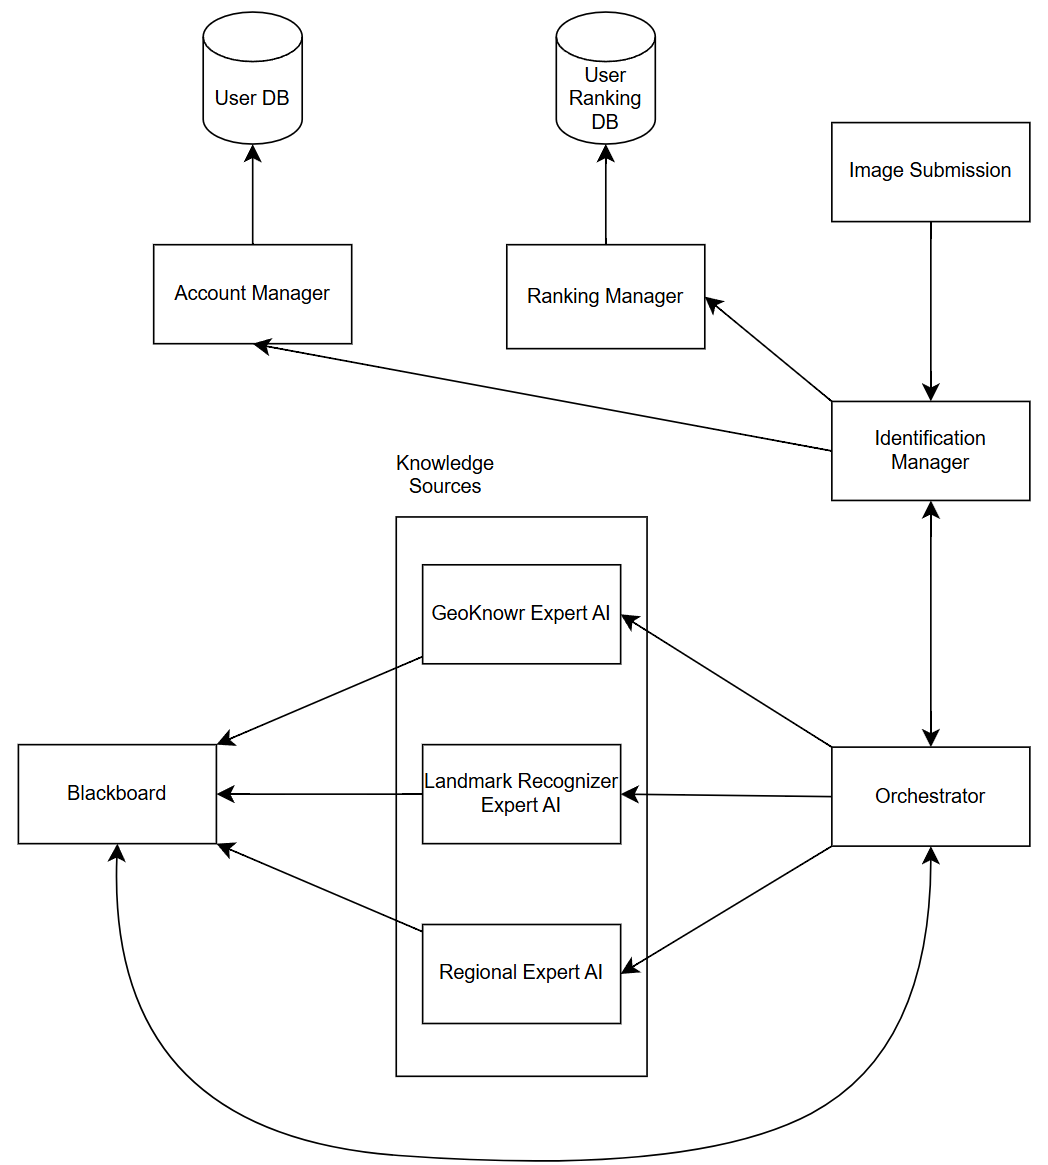 User DB
User
Ranking
DB
Image Submission
Account Manager
Ranking Manager
Identification
Manager
Knowledge
Sources
GeoKnowr Expert AI
Blackboard
Landmark Recognizer
Expert AI
Orchestrator
Regional Expert AI